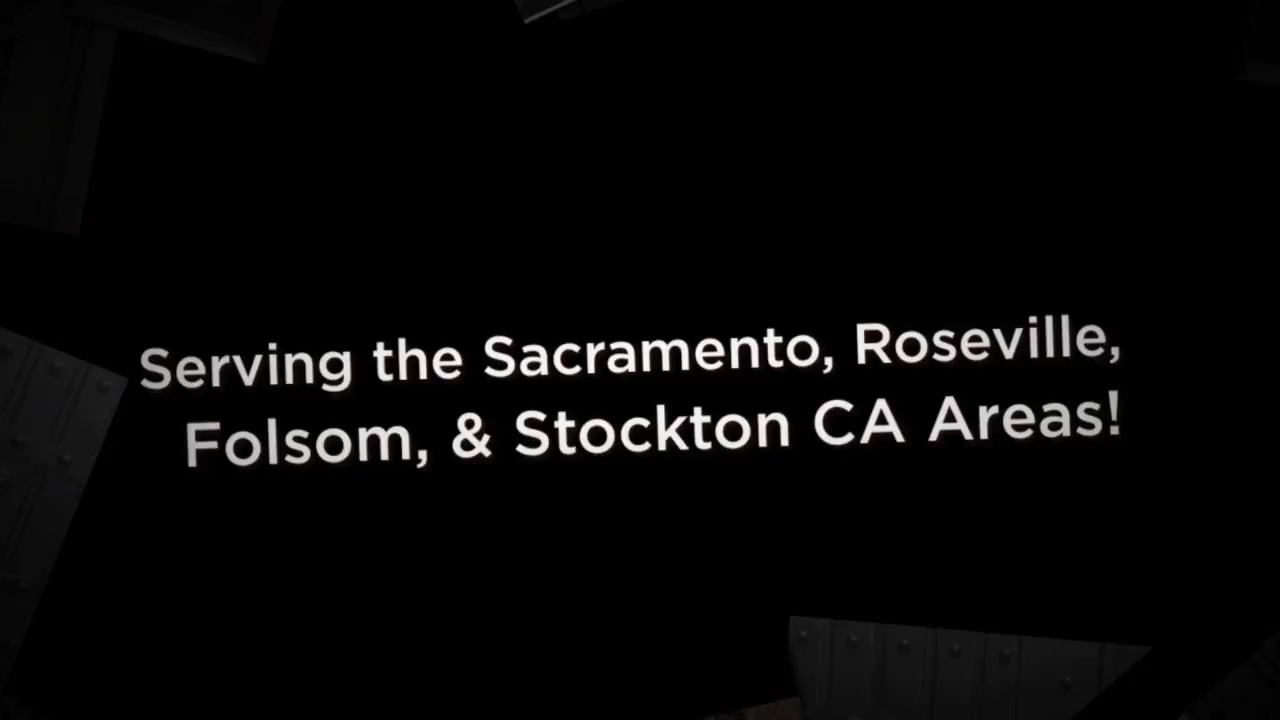 Serving the Sacramento, Roseville,
Folsom, & Stockton CA Areas!